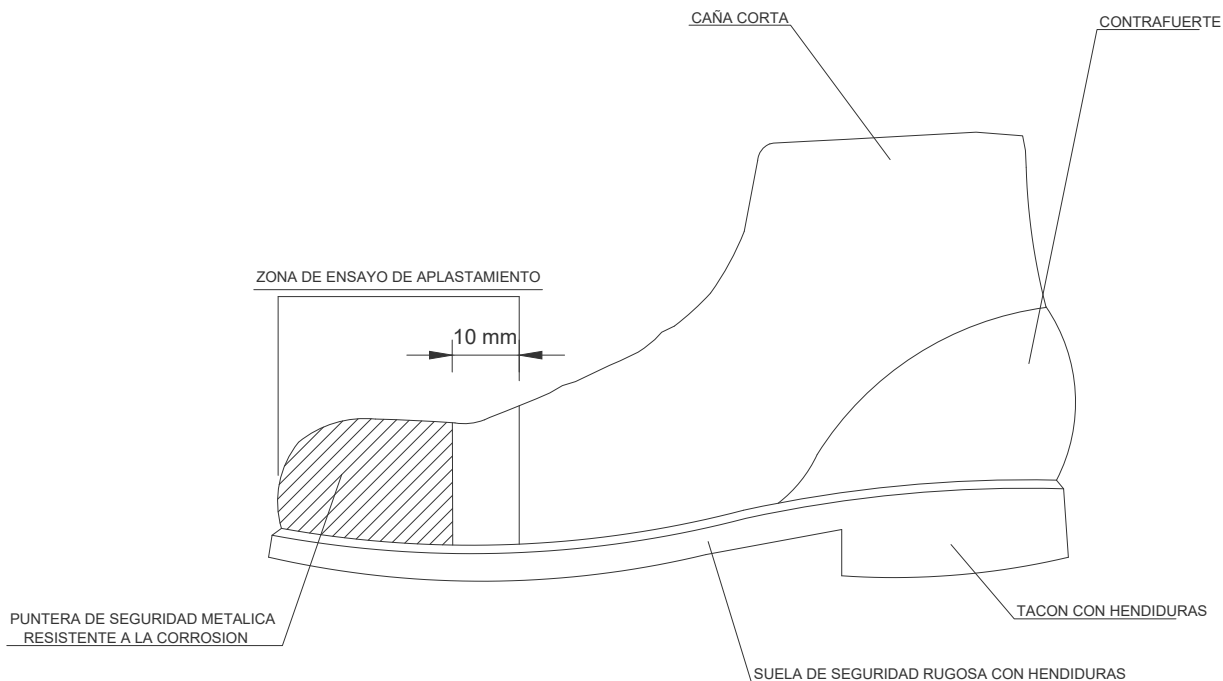 CAÑA CORTA
CONTRAFUERTE
ZONA DE ENSAYO DE APLASTAMIENTO
10 mm
PUNTERA DE SEGURIDAD METALICA
RESISTENTE A LA CORROSION
TACON CON HENDIDURAS
SUELA DE SEGURIDAD RUGOSA CON HENDIDURAS